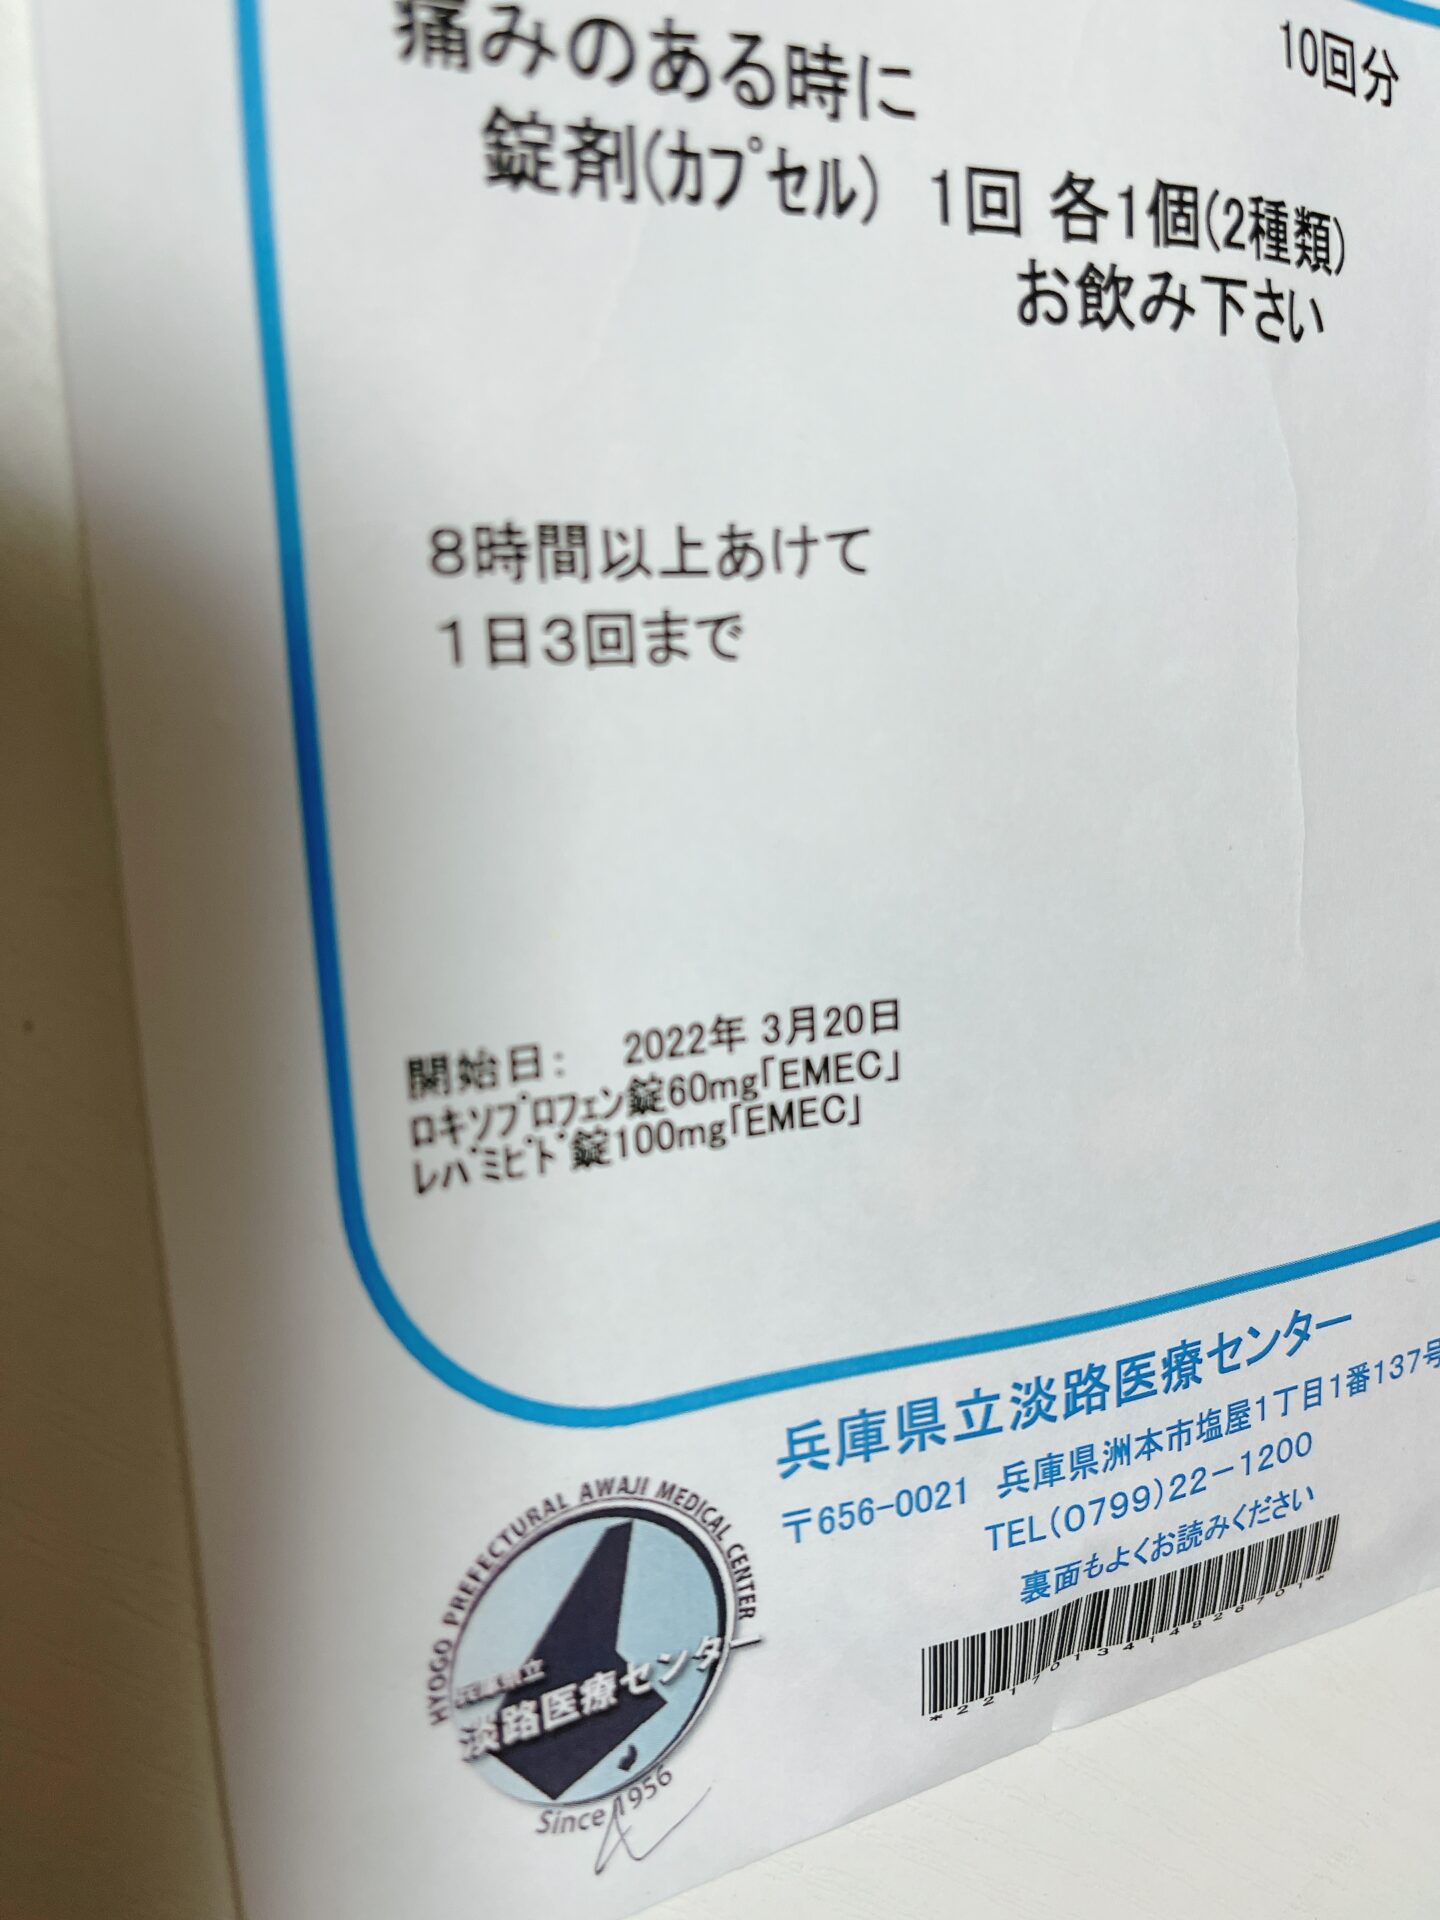 痛みのある時に
10回分
錠剤(カプセル) 1回 各1個(2種類)
お飲み下さい
8時間以上あけて
1日3回まで
開始日: 2022年 3月20日
ロキソプロフェン錠60mg「EMEC」
レバミピド錠100mg「EMEC」
兵庫県立淡路医療センター
〒656-0021 兵庫県洲本市塩屋1丁目1番137号
TEL(0799)22-1200
裏面もよくお読みください
*2217013414828701*
HYOGO PREFECTURAL AWAJI MEDICAL CENTER
兵庫県立
淡路医療センター
Since 1956